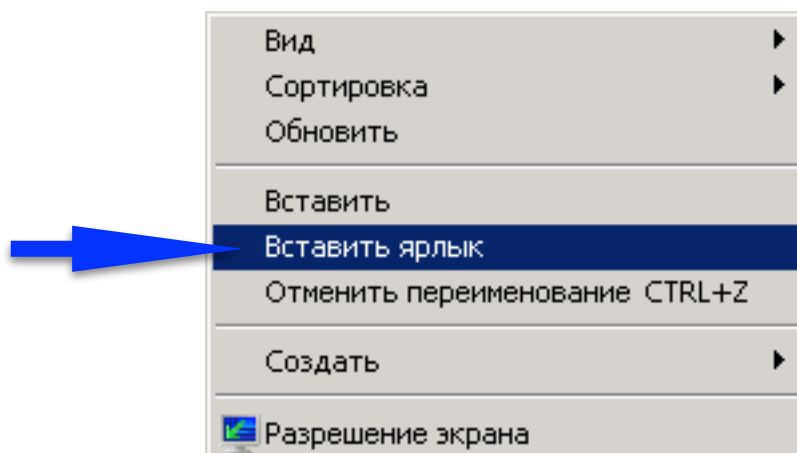 Вид
Сортировка
Обновить
Вставить
Вставить ярлык
Отменить переименование CTRL+Z
Создать
Разрешение экрана